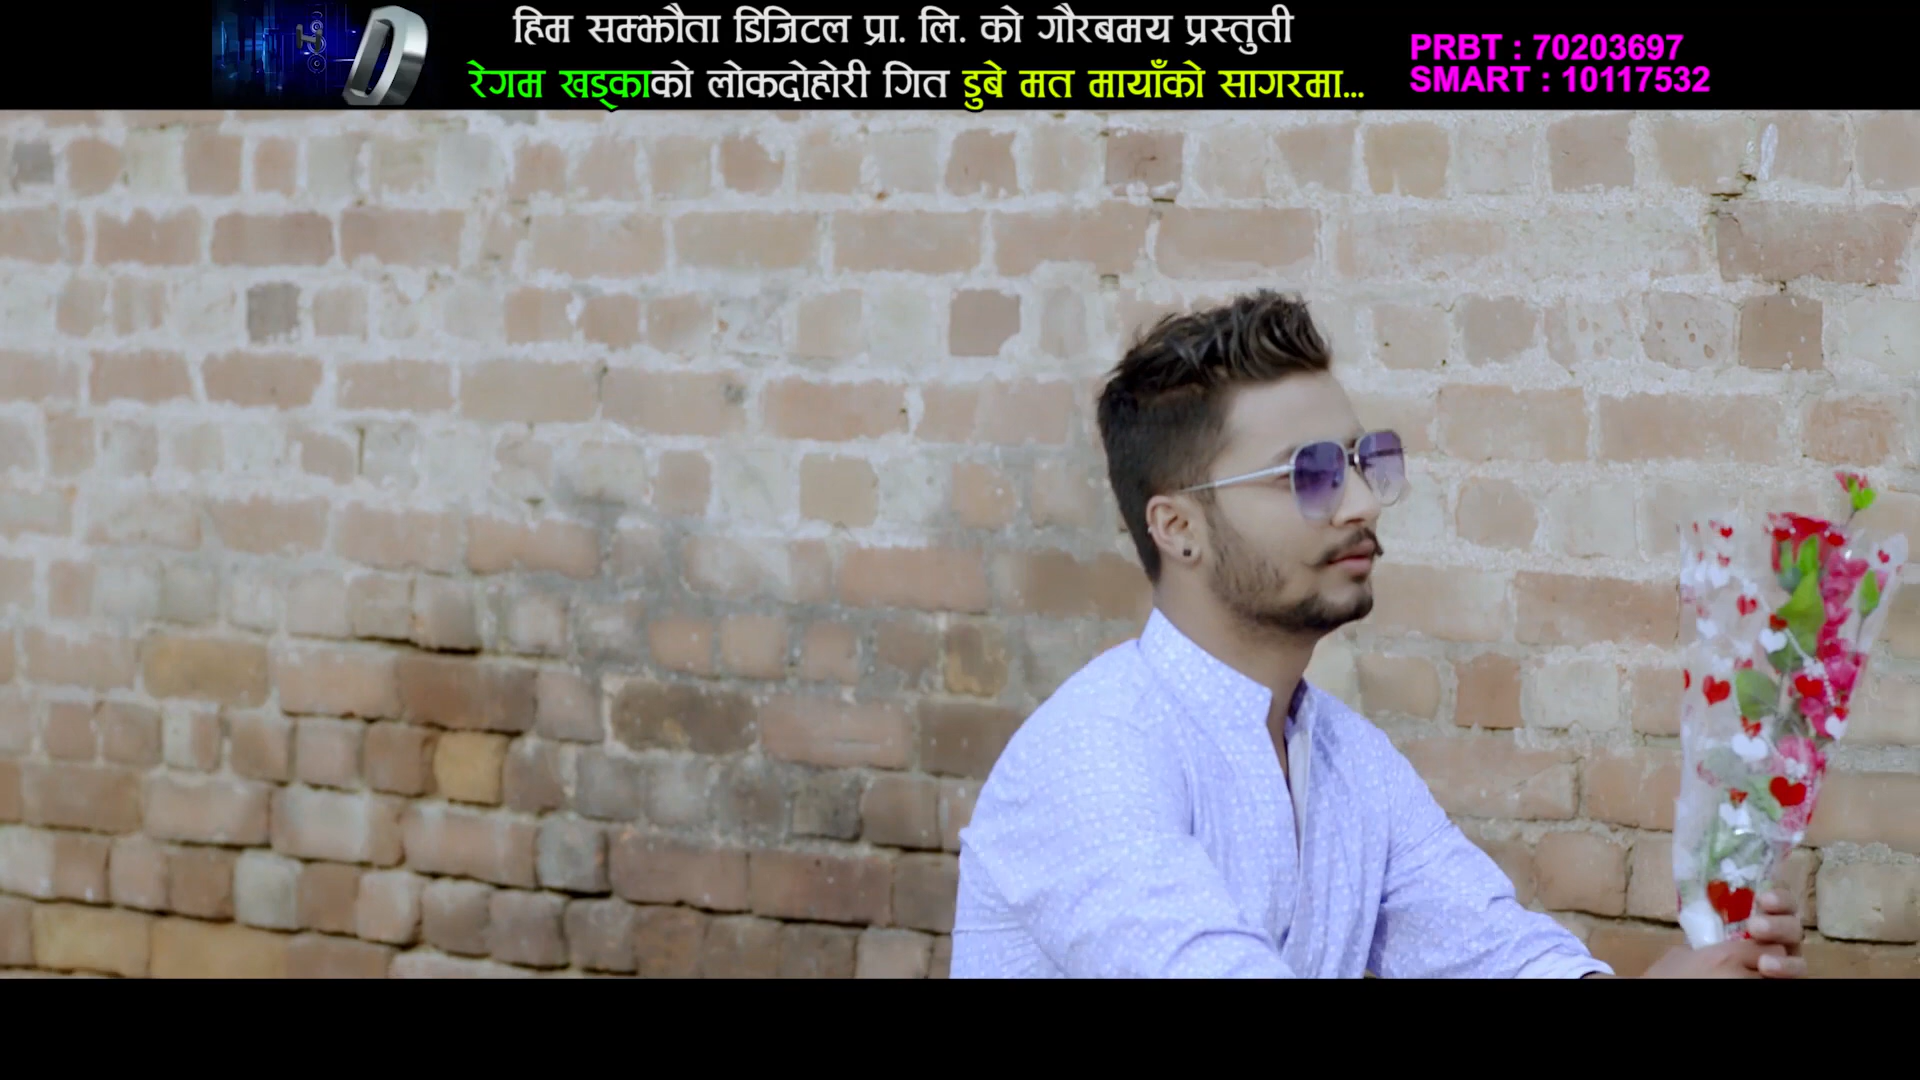 हिम सम्झौता डिजिटल प्रा. लि. को गौरबमय प्रस्तुती
रेगम खड्काको लोकदोहोरी गित डुबे मत मायाँको सागरमा...
PRBT : 70203697
SMART : 10117532